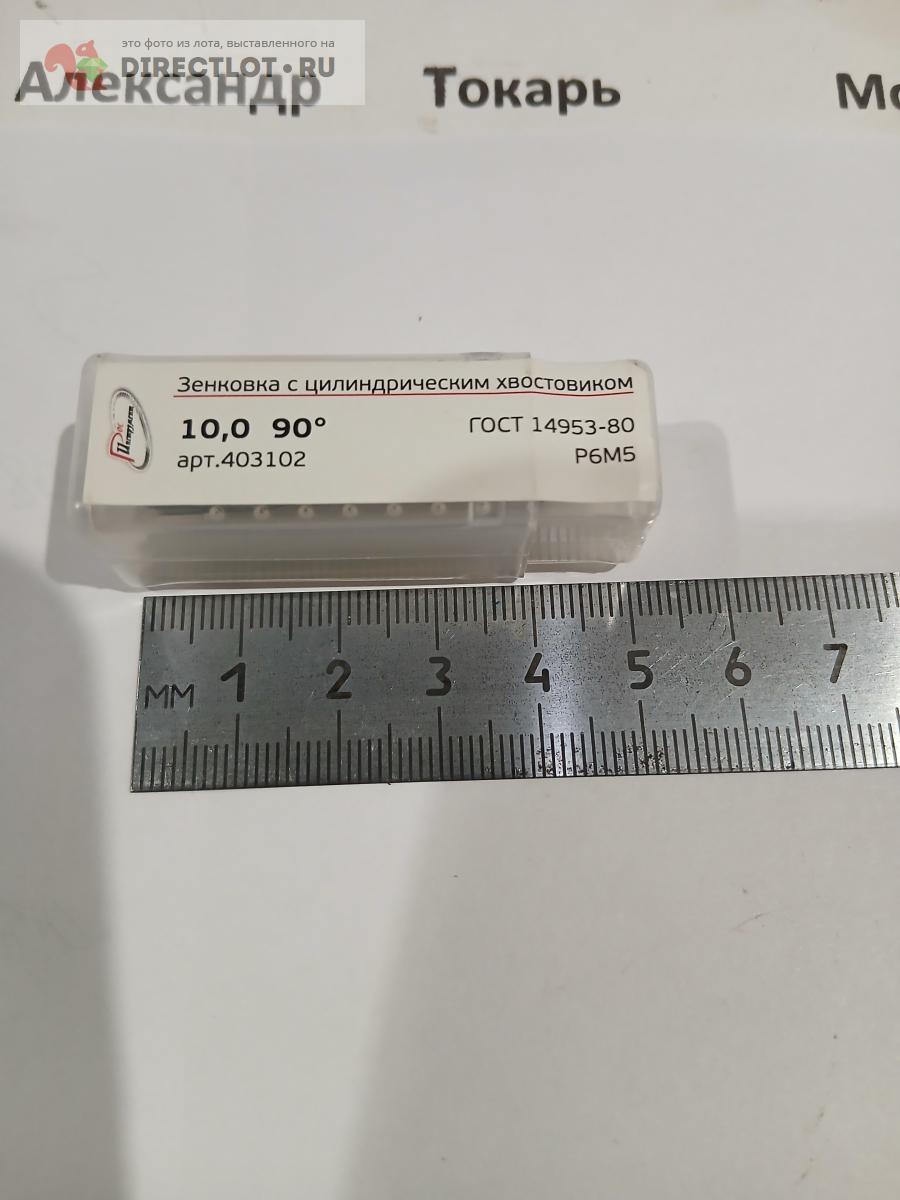 это фото из лота, выставленного на
DIRECTLOT.RU
Александр Токарь
Зенковка с цилиндрическим хвостовиком
10,0 90° ГОСТ 14953-80
арт.403102 Р6М5
мм 1 2 3 4 5 6 7